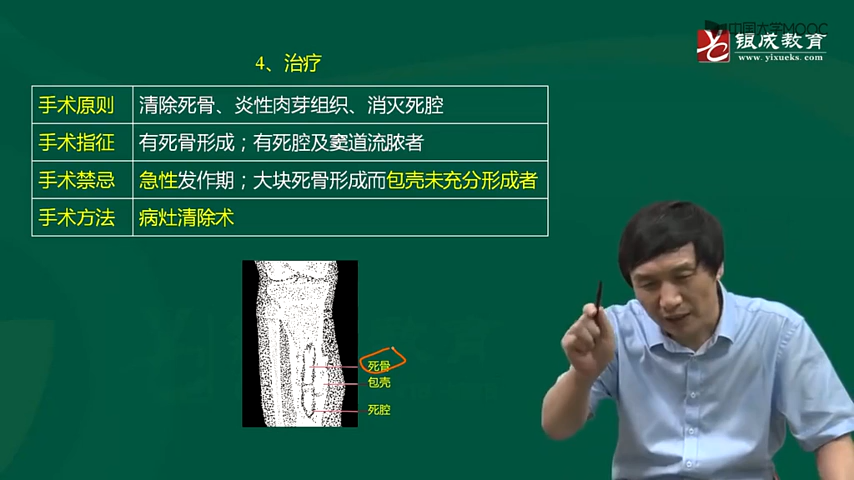 中国大学MOOC
银成教育
www.yixueks.com
4、治疗
手术原则 清除死骨、炎性肉芽组织、消灭死腔
手术指征 有死骨形成；有死腔及窦道流脓者
手术禁忌 急性发作期；大块死骨形成而包壳未充分形成者
手术方法 病灶清除术
死骨
包壳
死腔